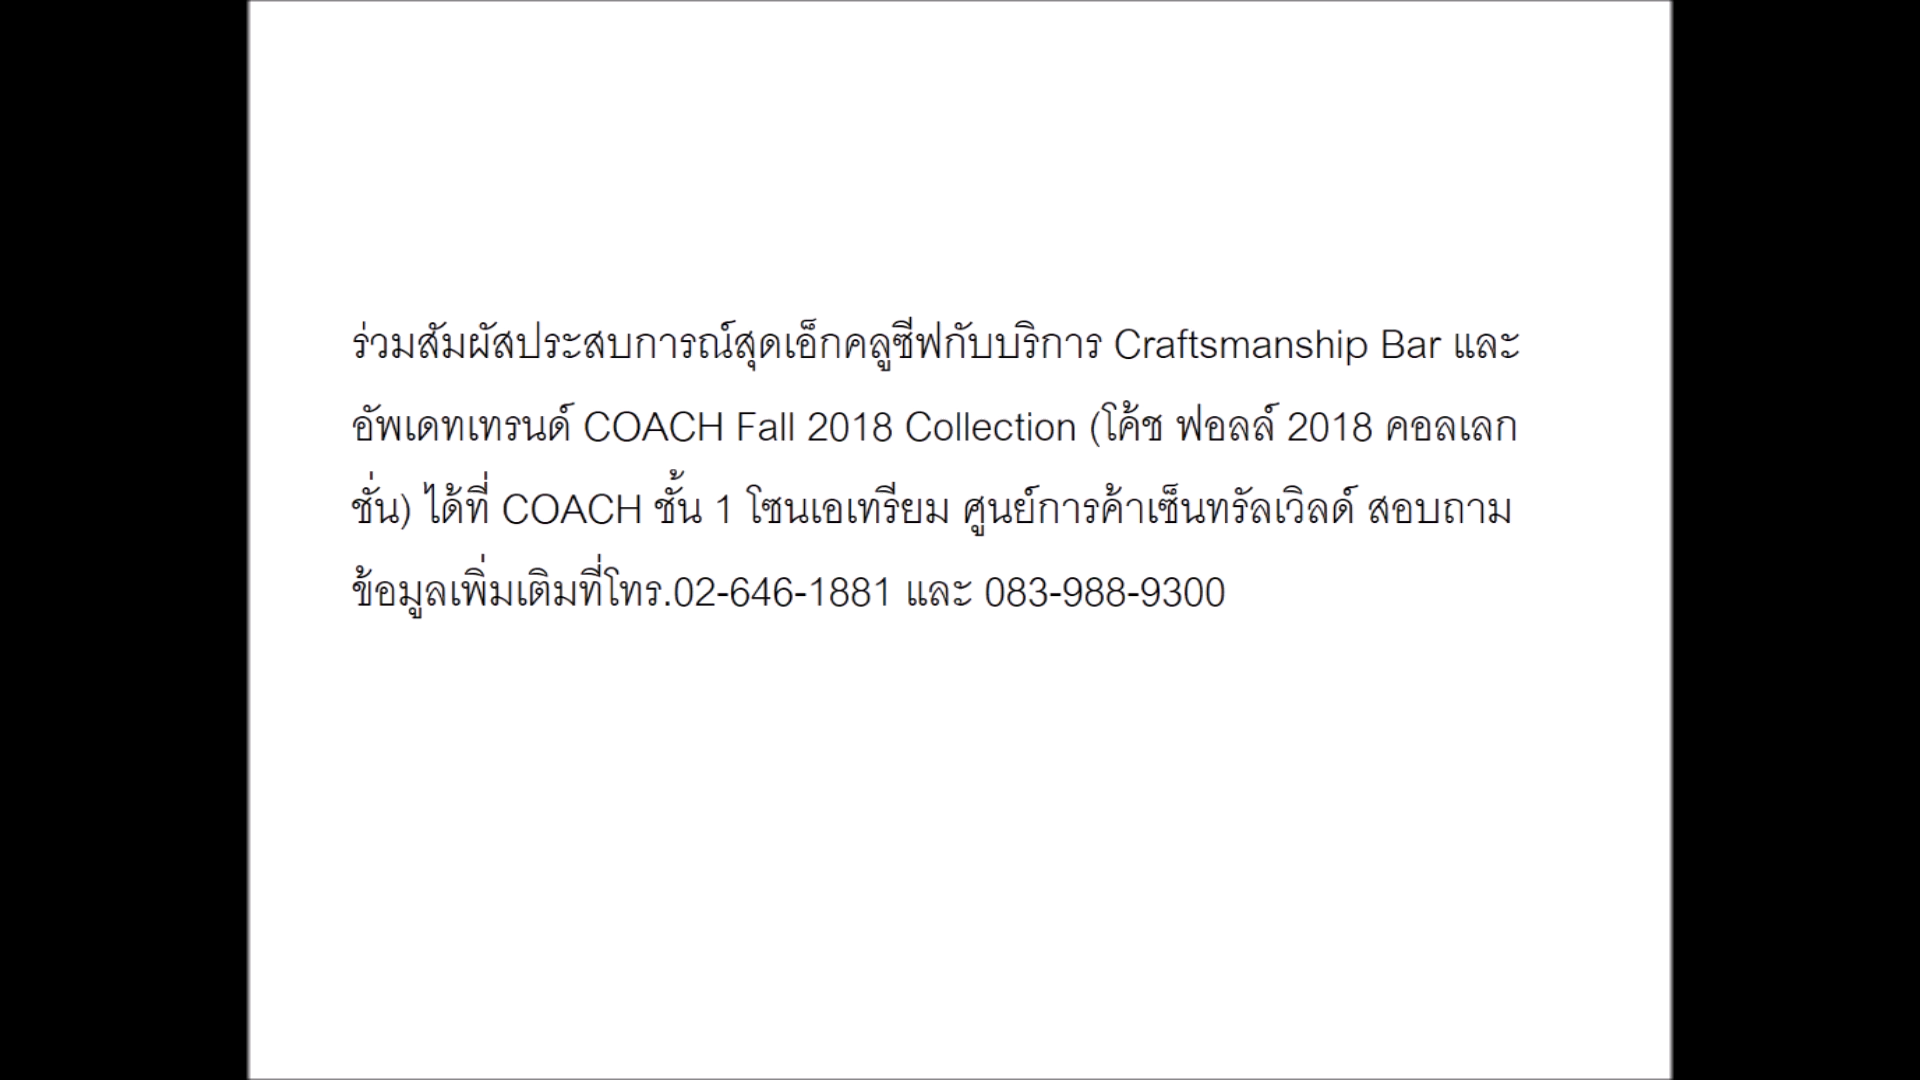 ร่วมสัมผัสประสบการณ์สุดเอ็กคลูซีฟกับบริการ Craftsmanship Bar และ
อัพเดทเทรนด์ COACH Fall 2018 Collection (โค้ช ฟอลล์ 2018 คอลเลก
ชั่น) ได้ที่ COACH ชั้น 1 โซนเอเทรียม ศูนย์การค้าเซ็นทรัลเวิลด์ สอบถาม
ข้อมูลเพิ่มเติมที่โทร.02-646-1881 และ 083-988-9300